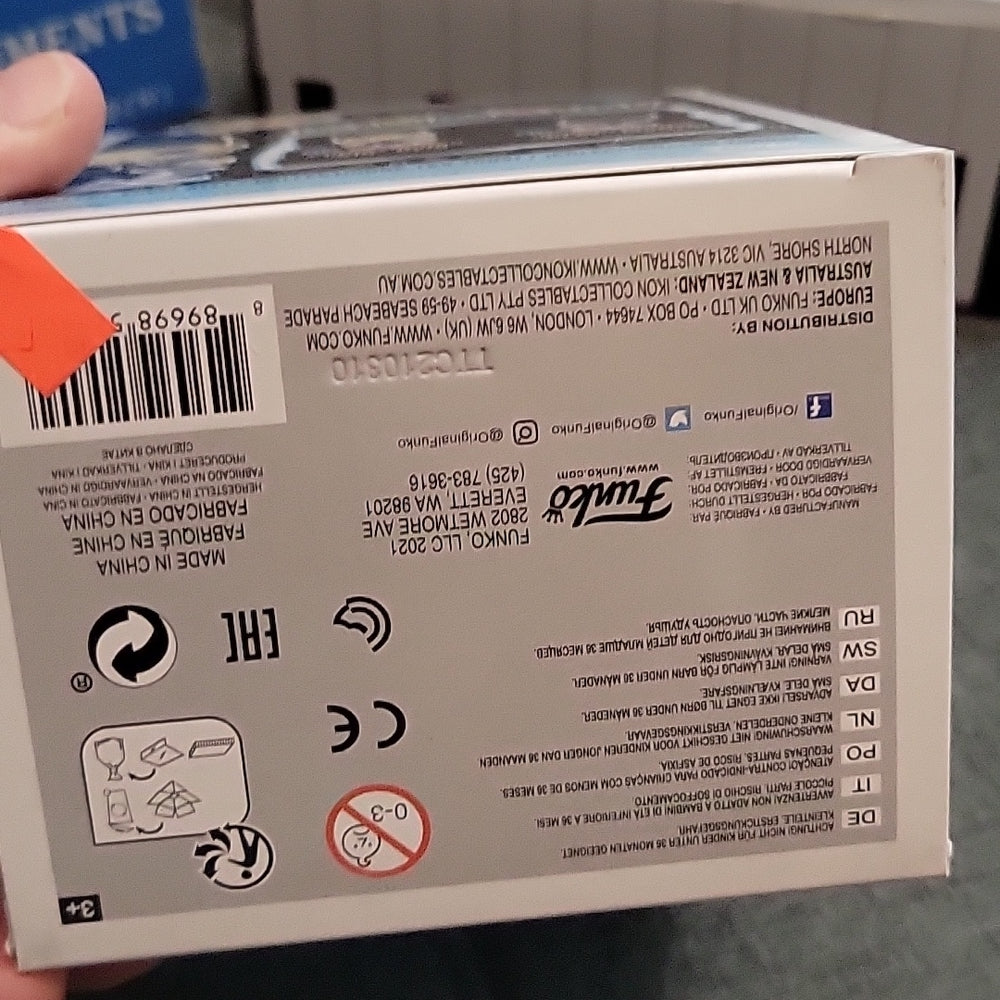 MENTS
3+
DE
ACHTUNG! NICHT FÜR KINDER UNTER 36 MONATEN GEEIGNET.
KLEINTEILE. ERSTICKUNGSGEFAHR.
IT
AVVERTENZA! NON ADATTO A BAMBINI DI ETÀ INFERIORE A 36 MESI.
PICCOLE PARTI. RISCHIO DI SOFFOCAMENTO
PO
ATENÇÃO: CONTRA-INDICADO PARA CRIANÇAS COM MENOS DE 36 MESES.
PEQUENAS PARTES. RISCO DE ASFIXIA.
NL
WAARSCHUWING! NIET GESCHIKT VOOR KINDEREN JONGER DAN 36 MAANDEN
KLEINE ONDERDELEN. VERSTIKKINGSGEVAAR.
DA
ADVARSEL! IKKE EGNET TIL BØRN UNDER 36 MÅNEDER.
SMÅ DELE. KVÆLNINGSFARE.
SW
VARNING! INTE LÄMPLIG FÖR BARN UNDER 36 MÅNADER.
SMÅ DELAR. KVÄVNINGSRISK.
RU
ВНИМАНИЕ! НЕ ПРИГОДНО ДЛЯ ДЕТЕЙ МЛАДШЕ 36 МЕСЯЦЕВ.
МЕЛКИЕ ЧАСТИ. ОПАСНОСТЬ УДУШЬЯ.
0-3
CE
®
EAC
MANUFACTURED BY • FABRIQUÉ PAR:
FABRICADO POR • HERGESTELLT DURCH:
FABBRICATO DA • FABRICADO POR:
VERVAARDIGD DOOR • FREMSTILLET AF:
TILLVERKAD AV • ПРОИЗВОДИТЕЛЬ:
Funko
www.funko.com
FUNKO, LLC 2021
2802 WETMORE AVE
EVERETT, WA 98201
(425) 783-3616
MADE IN CHINA
FABRIQUÉ EN CHINE
FABRICADO EN CHINA
HERGESTELLT IN CHINA • FABBRICATO IN CINA
FABRICADO NA CHINA • VERVAARDIGD IN CHINA
PRODUCERET I KINA • TILLVERKAD I KINA
СДЕЛАНО В КИТАЕ
/OriginalFunko
@OriginalFunko
@OriginalFunko
TTC210310
DISTRIBUTION BY:
EUROPE: FUNKO UK LTD • PO BOX 74644 • LONDON, W6 6JW (UK) • WWW.FUNKO.COM
AUSTRALIA & NEW ZEALAND: IKON COLLECTABLES PTY LTD • 49-59 SEABEACH PARADE
NORTH SHORE, VIC 3214 AUSTRALIA • WWW.IKONCOLLECTABLES.COM.AU
8 89698 5